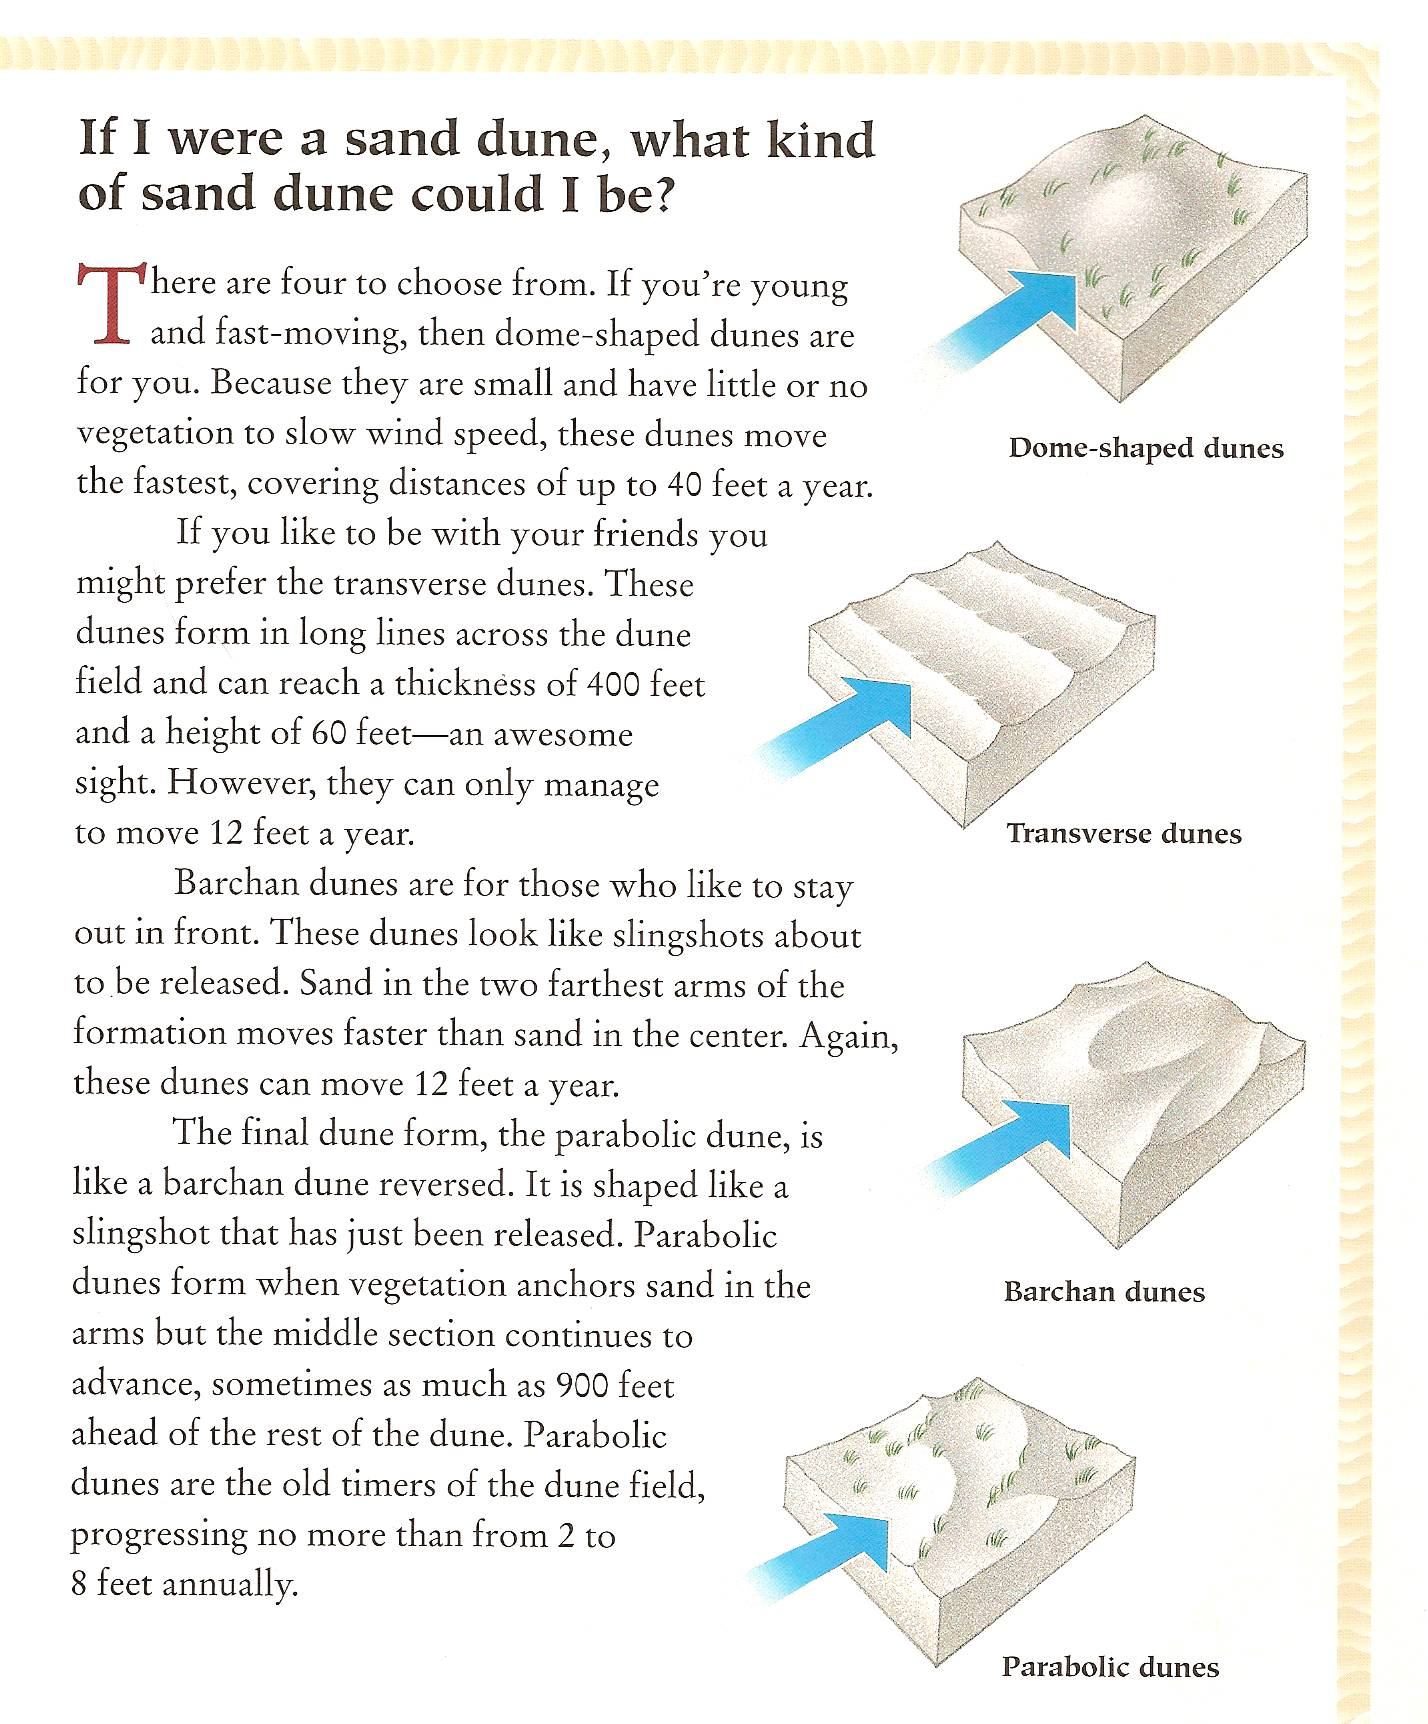 If I were a sand dune, what kind
of sand dune could I be?
There are four to choose from. If you’re young
and fast-moving, then dome-shaped dunes are
for you. Because they are small and have little or no
vegetation to slow wind speed, these dunes move
the fastest, covering distances of up to 40 feet a year.
If you like to be with your friends you
might prefer the transverse dunes. These
dunes form in long lines across the dune
field and can reach a thickness of 400 feet
and a height of 60 feet—an awesome
sight. However, they can only manage
to move 12 feet a year.
Barchan dunes are for those who like to stay
out in front. These dunes look like slingshots about
to be released. Sand in the two farthest arms of the
formation moves faster than sand in the center. Again,
these dunes can move 12 feet a year.
The final dune form, the parabolic dune, is
like a barchan dune reversed. It is shaped like a
slingshot that has just been released. Parabolic
dunes form when vegetation anchors sand in the
arms but the middle section continues to
advance, sometimes as much as 900 feet
ahead of the rest of the dune. Parabolic
dunes are the old timers of the dune field,
progressing no more than from 2 to
8 feet annually.
Dome-shaped dunes
Transverse dunes
Barchan dunes
Parabolic dunes